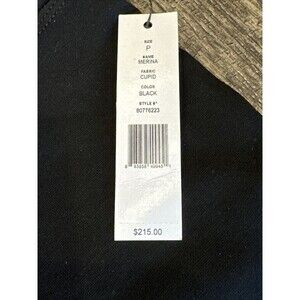 SIZE
P
NAME
MERINA
FABRIC
CUPID
COLOR
BLACK
STYLE #
80776223
$215.00